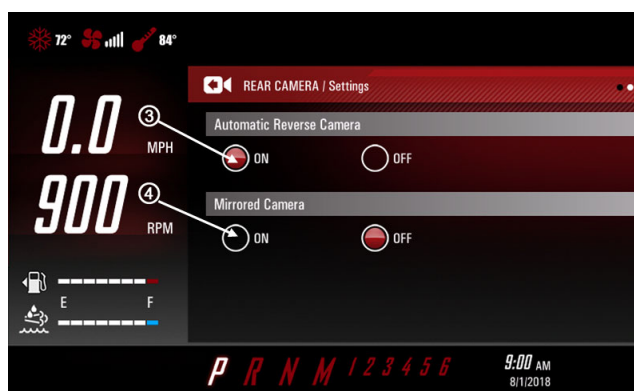 72° 84°
REAR CAMERA / Settings
0.0 MPH
③
Automatic Reverse Camera
ON OFF
900 RPM
④
Mirrored Camera
ON OFF
E F
P R N M 1 2 3 4 5 6
9:00 AM
8/1/2018